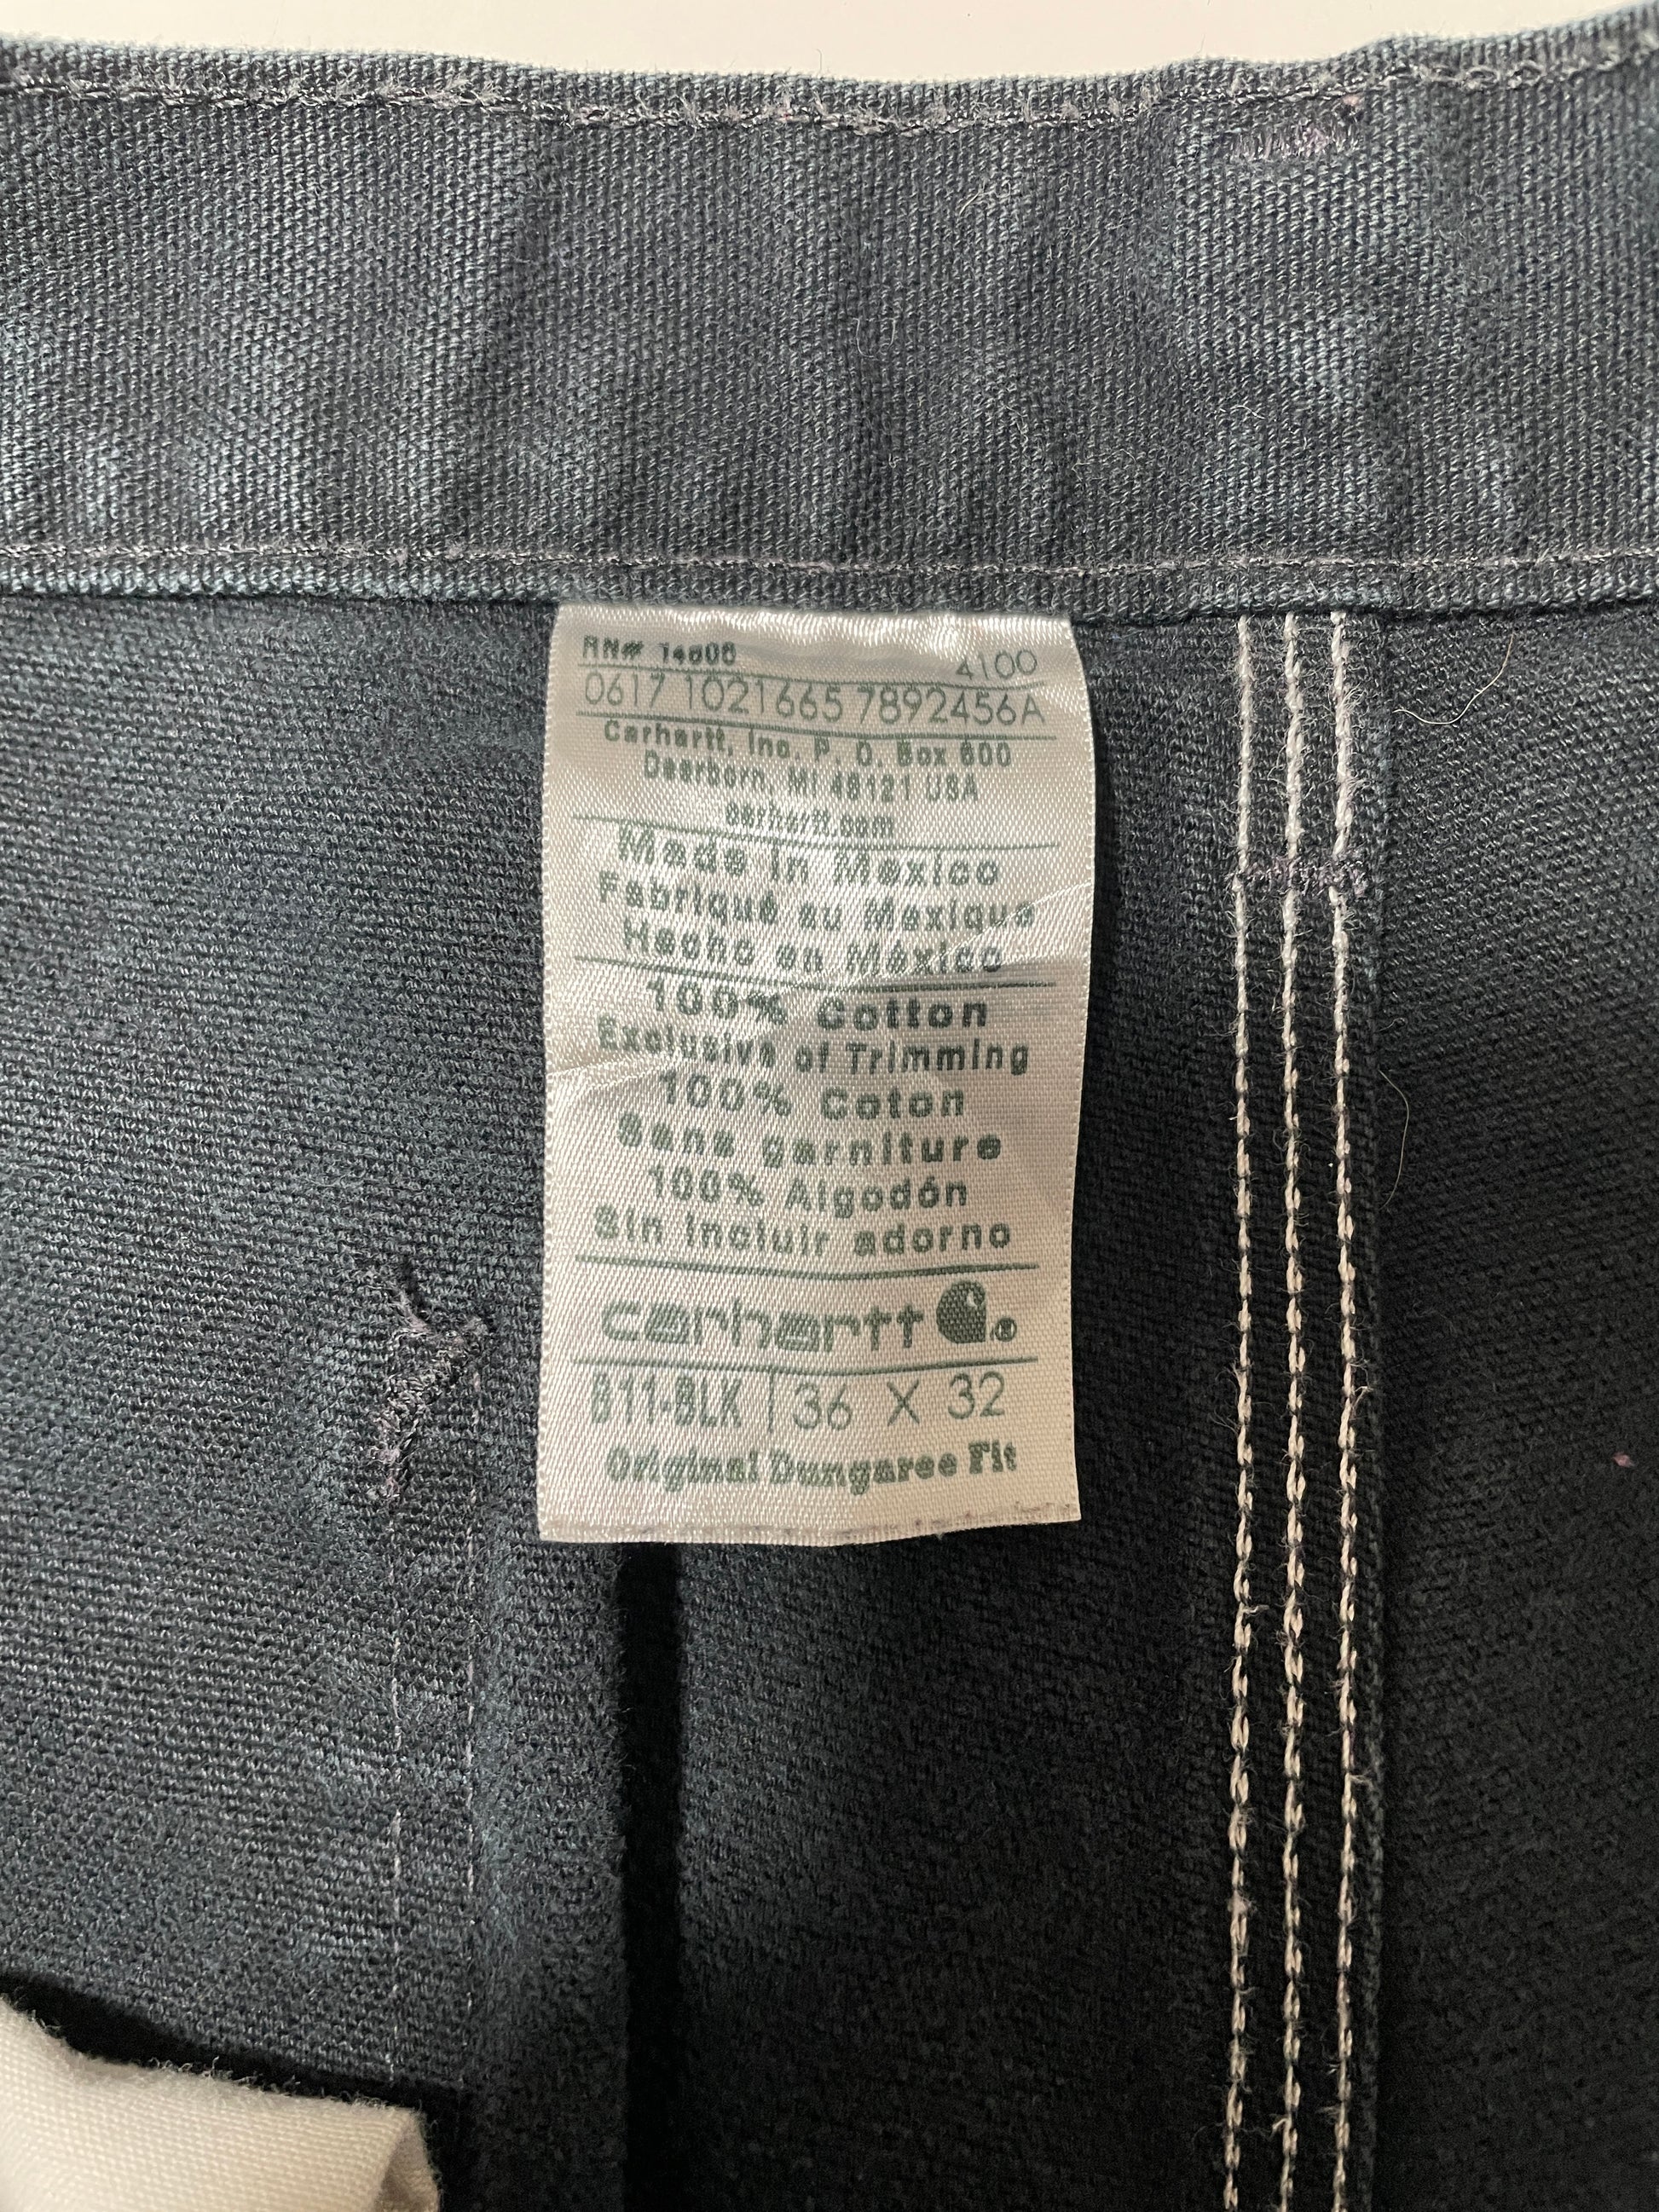 RN# 14806
4100
0617 1021665 7892456A
Carhartt, Inc. P. O. Box 600
Dearborn, MI 48121 USA
carhartt.com
Made in Mexico
Fabriqué au Mexique
Hecho en México
100% Cotton
Exclusive of Trimming
100% Coton
Sans garniture
100% Algodón
Sin incluir adorno
carhartt ®
B11-BLK 36 X 32
Original Dungaree Fit